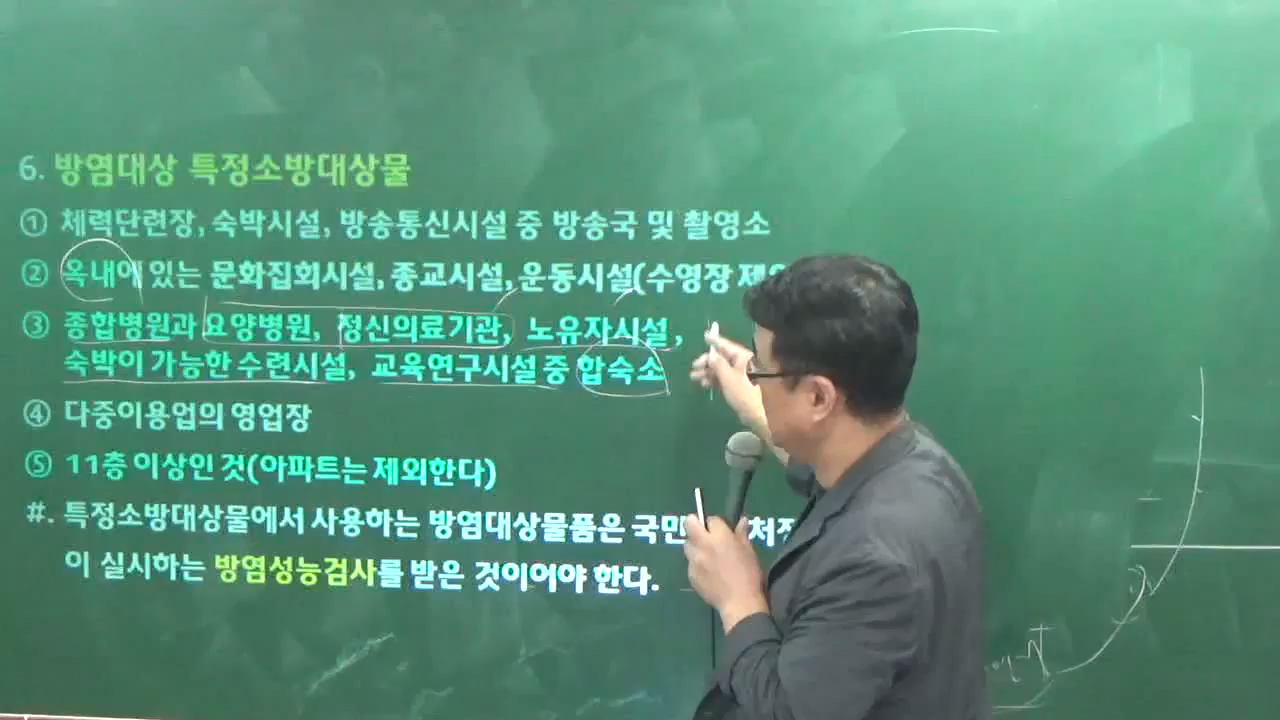 6. 방염대상 특정소방대상물
① 체력단련장, 숙박시설, 방송통신시설 중 방송국 및 촬영소
② 옥내에 있는 문화집회시설, 종교시설, 운동시설(수영장 제
③ 종합병원과 요양병원, 정신의료기관, 노유자시설,
숙박이 가능한 수련시설, 교육연구시설 중 합숙소
④ 다중이용업의 영업장
⑤ 11층 이상인 것(아파트는 제외한다)
#. 특정소방대상물에서 사용하는 방염대상물품은 국민 처
이 실시하는 방염성능검사를 받은 것이어야 한다.